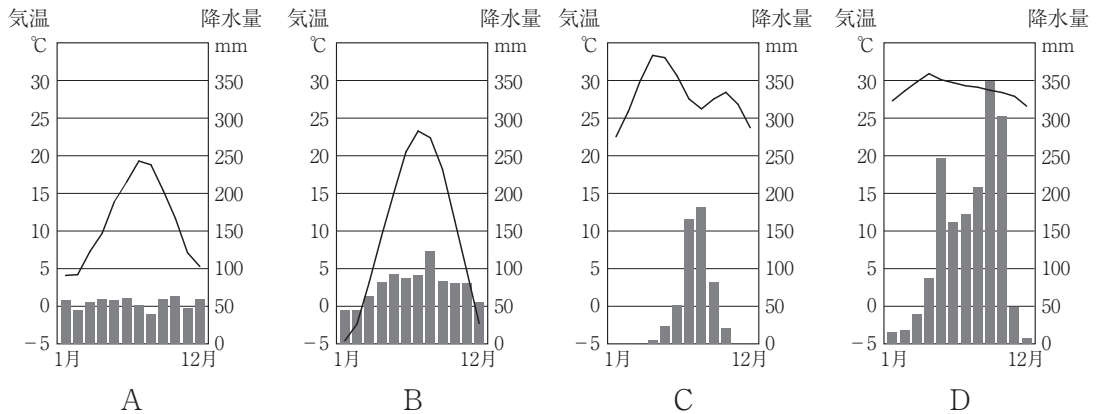 気温 降水量 気温 降水量 気温 降水量 気温 降水量
℃ mm ℃ mm ℃ mm ℃ mm
30 350 30 350 30 350 30 350
25 300 25 300 25 300 25 300
20 250 20 250 20 250 20 250
15 200 15 200 15 200 15 200
10 150 10 150 10 150 10 150
5 100 5 100 5 100 5 100
0 50 0 50 0 50 0 50
－5 0 －5 0 －5 0 －5 0
1月 12月 1月 12月 1月 12月 1月 12月
A B C D